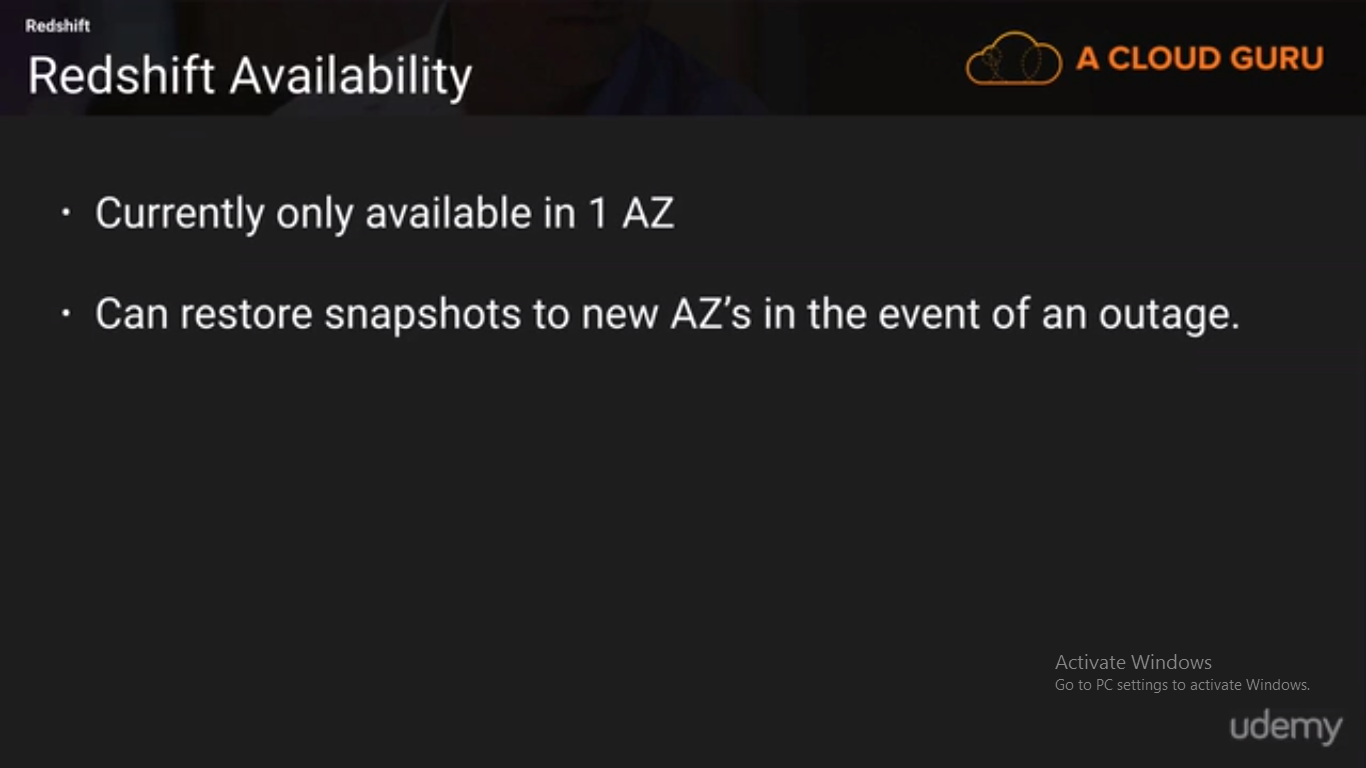 Redshift
Redshift Availability
A CLOUD GURU
· Currently only available in 1 AZ
· Can restore snapshots to new AZ’s in the event of an outage.
Activate Windows
Go to PC settings to activate Windows.
udemy